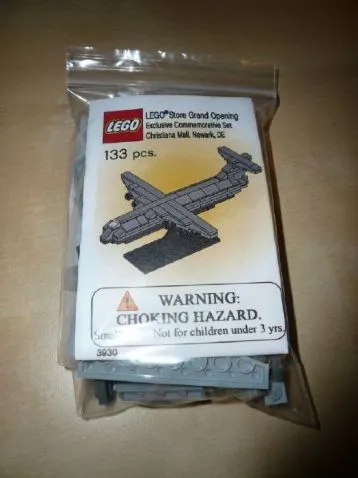 LEGO
LEGO® Store Grand Opening
Exclusive Commemorative Set
Christiana Mall, Newark, DE
133 pcs.
WARNING:
CHOKING HAZARD.
Not for children under 3 yrs.
3930